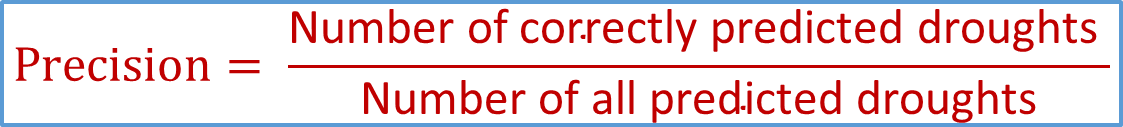 Number of correctly predicted droughts
Precision =
Number of all predicted droughts